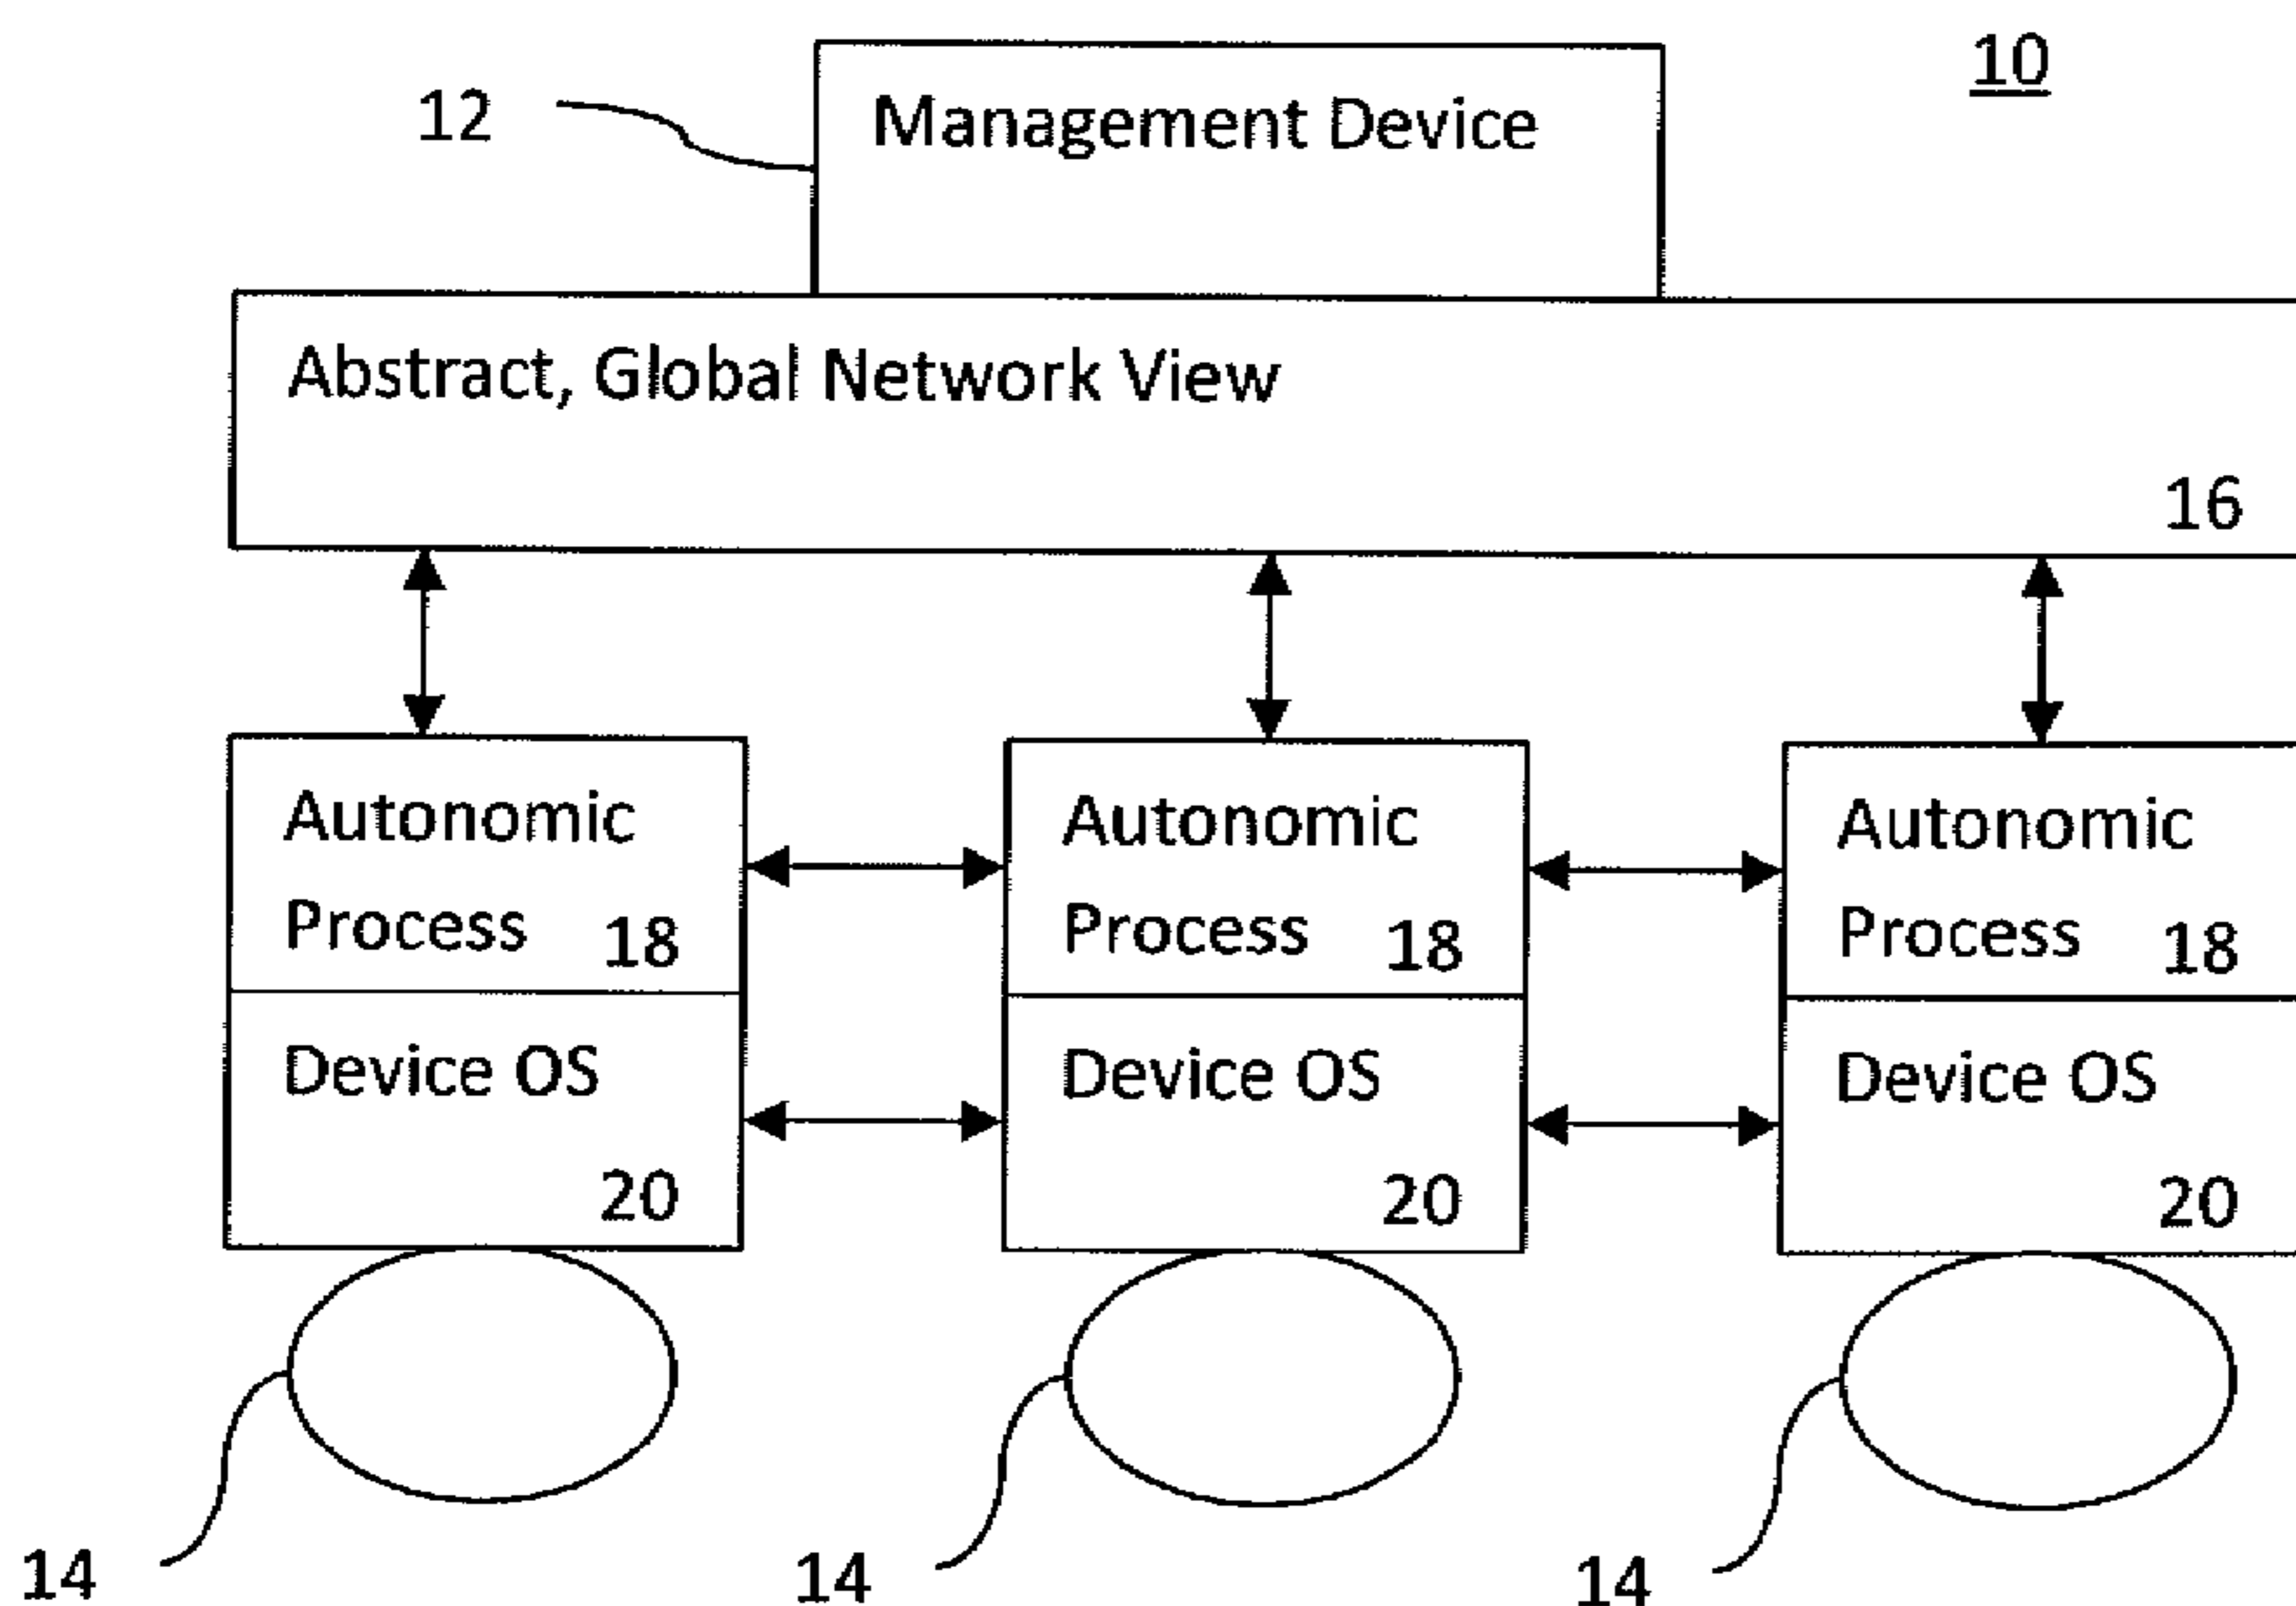 10
12
Management Device
Abstract, Global Network View
16
Autonomic
Process 18
Autonomic
Process 18
Autonomic
Process 18
Device OS
20
Device OS
20
Device OS
20
14
14
14